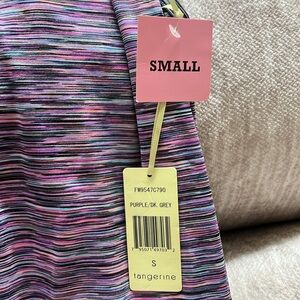 SMALL
FW9547C790
PURPLE/DK. GREY
S
tangerine